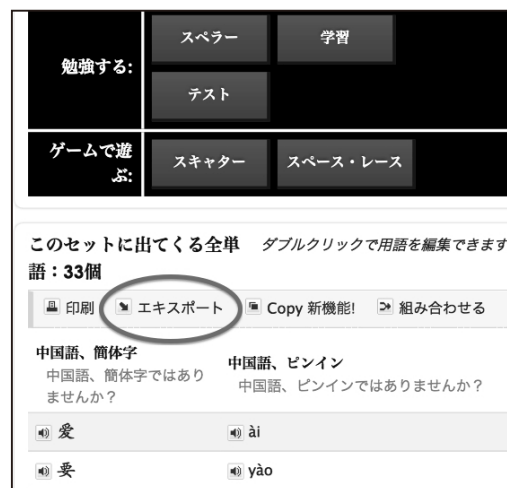 スペラー 学習
勉強する:
テスト
ゲームで遊
ぶ:
スキャター スペース・レース
このセットに出てくる全単 ダブルクリックで用語を編集できます
語：33個
印刷 エキスポート Copy 新機能! 組み合わせる
中国語、簡体字 中国語、ピンイン
中国語、簡体字ではあり 中国語、ピンインではありませんか？
ませんか？
爱 ài
要 yào